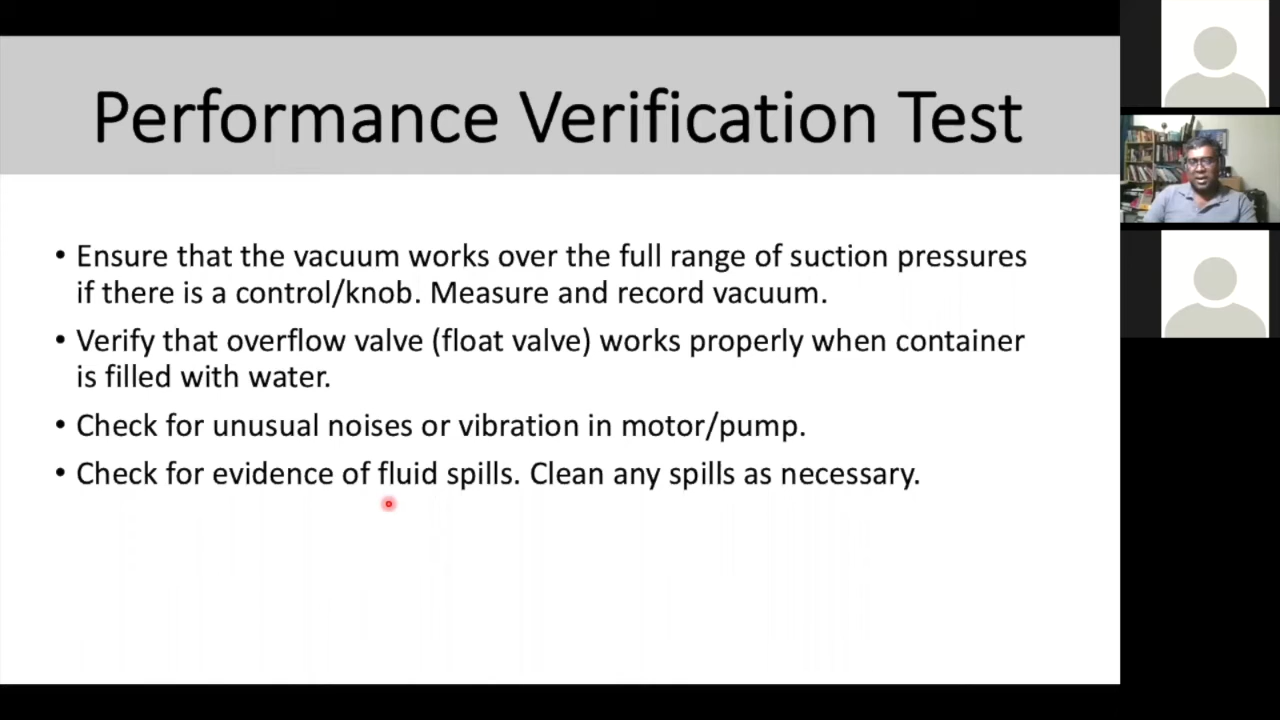 Performance Verification Test
• Ensure that the vacuum works over the full range of suction pressures
if there is a control/knob. Measure and record vacuum.
• Verify that overflow valve (float valve) works properly when container
is filled with water.
• Check for unusual noises or vibration in motor/pump.
• Check for evidence of fluid spills. Clean any spills as necessary.